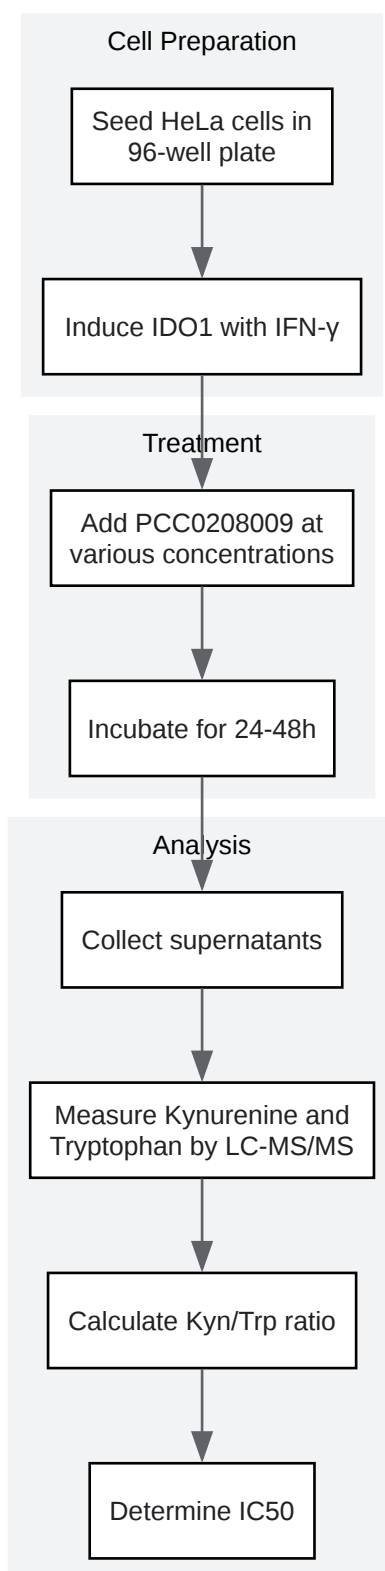 Cell Preparation
Seed HeLa cells in
96-well plate
Induce IDO1 with IFN-γ
Treatment
Add PCC0208009 at
various concentrations
Incubate for 24-48h
Analysis
Collect supernatants
Measure Kynurenine and
Tryptophan by LC-MS/MS
Calculate Kyn/Trp ratio
Determine IC50